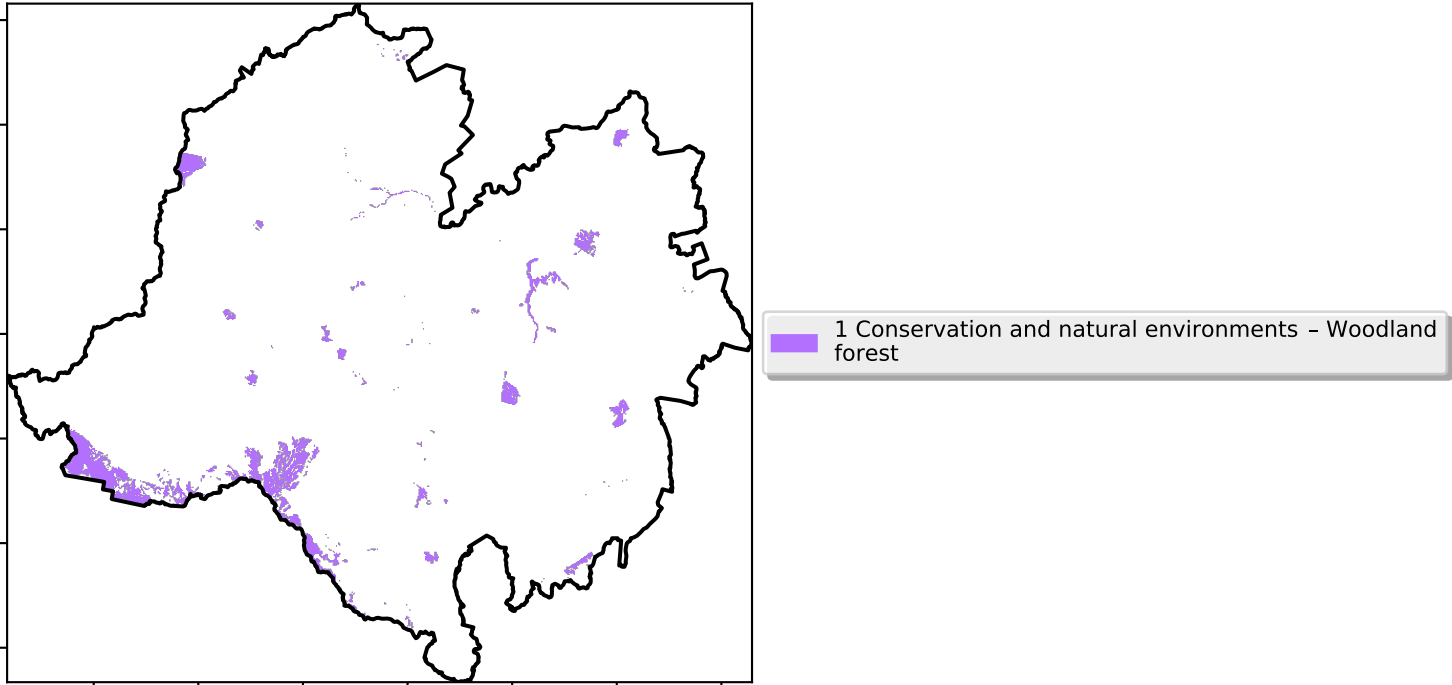 1 Conservation and natural environments – Woodland
forest